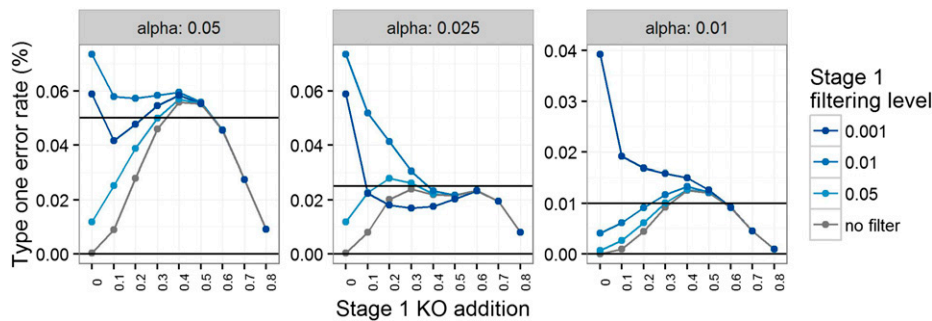 alpha: 0.05
alpha: 0.025
alpha: 0.01
Type one error rate (%)
0.06
0.04
0.02
0.00
0.06
0.04
0.02
0.00
0.04
0.03
0.02
0.01
0.00
0 0.1 0.2 0.3 0.4 0.5 0.6 0.7 0.8
0 0.1 0.2 0.3 0.4 0.5 0.6 0.7 0.8
0 0.1 0.2 0.3 0.4 0.5 0.6 0.7 0.8
Stage 1 KO addition
Stage 1
filtering level
0.001
0.01
0.05
no filter